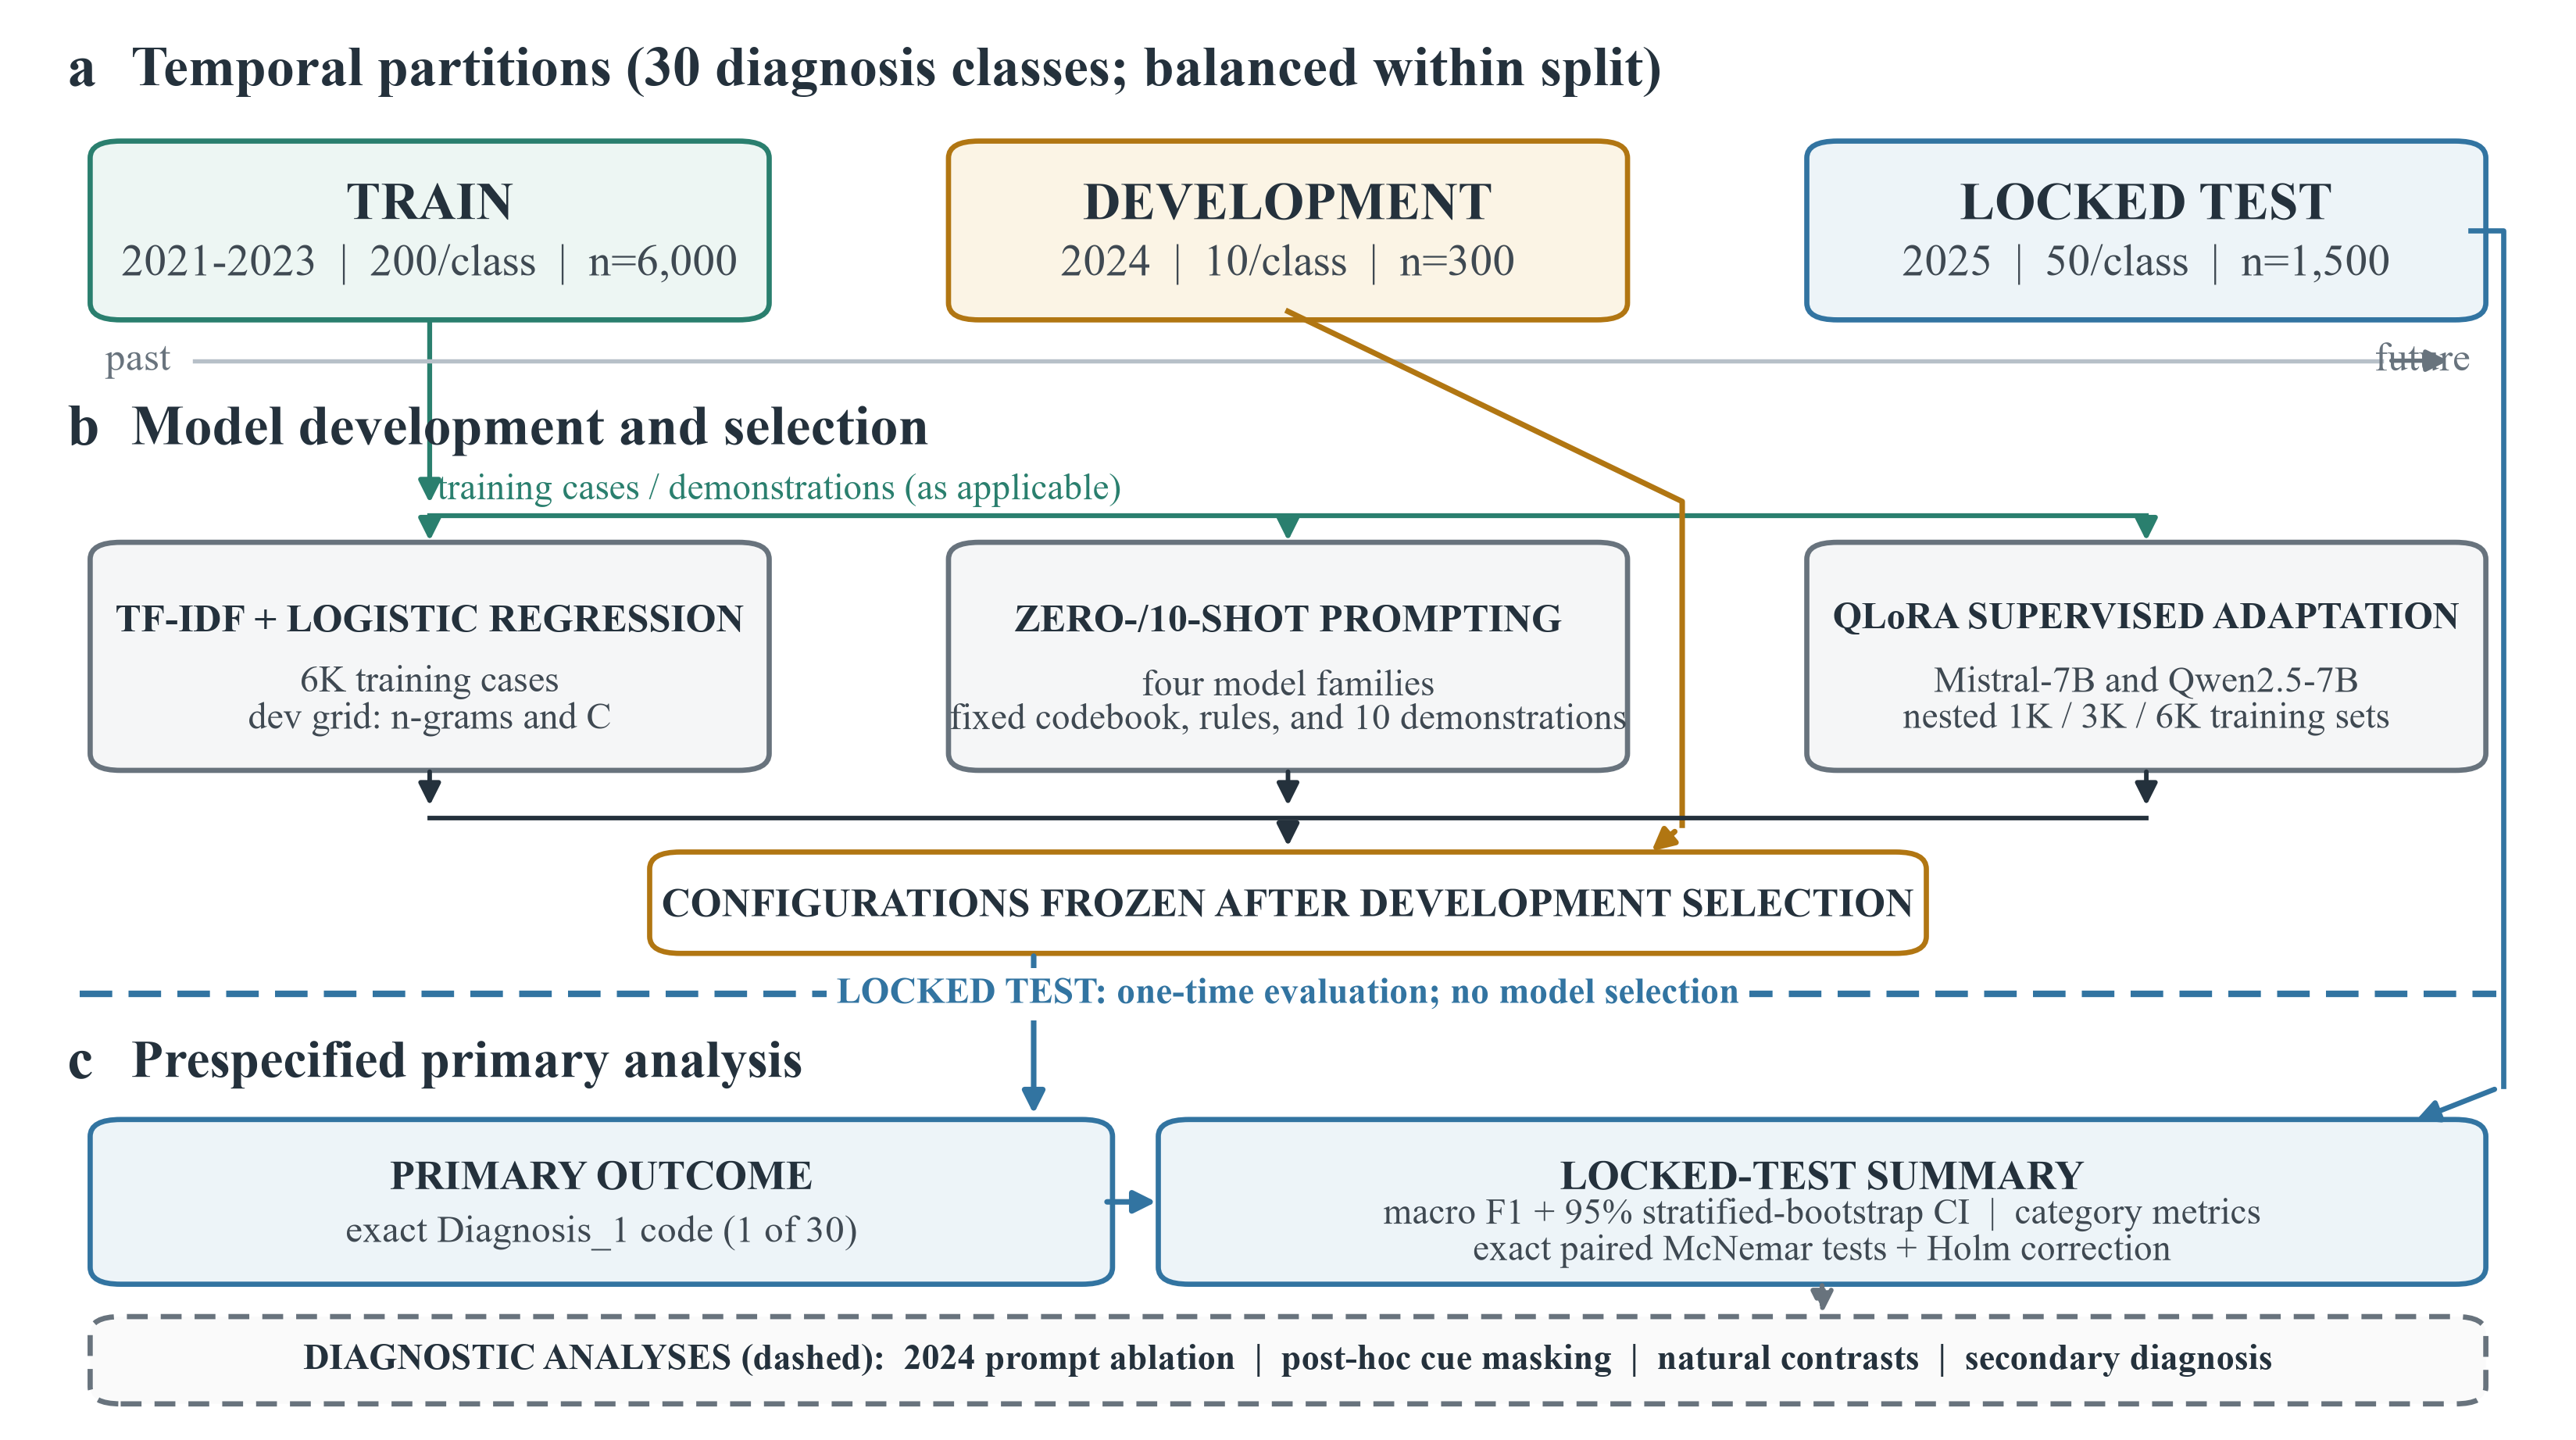 a Temporal partitions (30 diagnosis classes; balanced within split)
TRAIN
2021-2023 | 200/class | n=6,000
DEVELOPMENT
2024 | 10/class | n=300
LOCKED TEST
2025 | 50/class | n=1,500
past
future
b Model development and selection
training cases / demonstrations (as applicable)
TF-IDF + LOGISTIC REGRESSION
6K training cases
dev grid: n-grams and C
ZERO-/10-SHOT PROMPTING
four model families
fixed codebook, rules, and 10 demonstrations
QLoRA SUPERVISED ADAPTATION
Mistral-7B and Qwen2.5-7B
nested 1K / 3K / 6K training sets
CONFIGURATIONS FROZEN AFTER DEVELOPMENT SELECTION
LOCKED TEST: one-time evaluation; no model selection
c Prespecified primary analysis
PRIMARY OUTCOME
exact Diagnosis_1 code (1 of 30)
LOCKED-TEST SUMMARY
macro F1 + 95% stratified-bootstrap CI | category metrics
exact paired McNemar tests + Holm correction
DIAGNOSTIC ANALYSES (dashed): 2024 prompt ablation | post-hoc cue masking | natural contrasts | secondary diagnosis